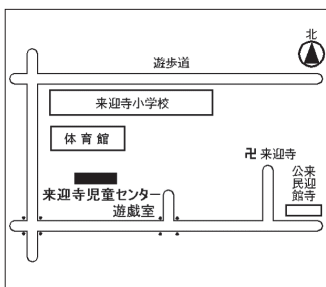 北
遊歩道
来迎寺小学校
体育館
卍 来迎寺
来迎寺
公民館
来迎寺児童センター
遊戯室